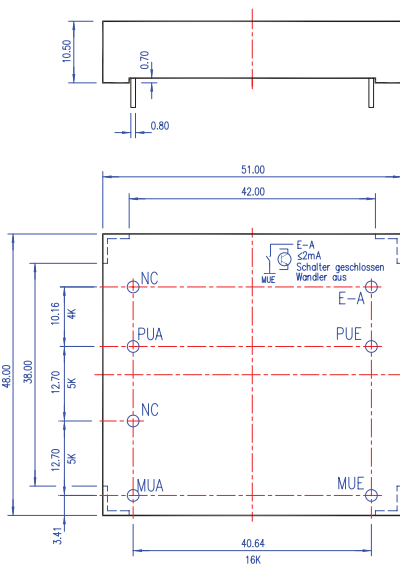 10.50
0.70
0.80
51.00
42.00
E-A
≤2mA
MUE
Schalter geschlossen
Wandler aus
NC
E-A
10.16
4K
PUA
PUE
48.00
38.00
12.70
5K
NC
12.70
5K
MUA
MUE
3.41
40.64
16K